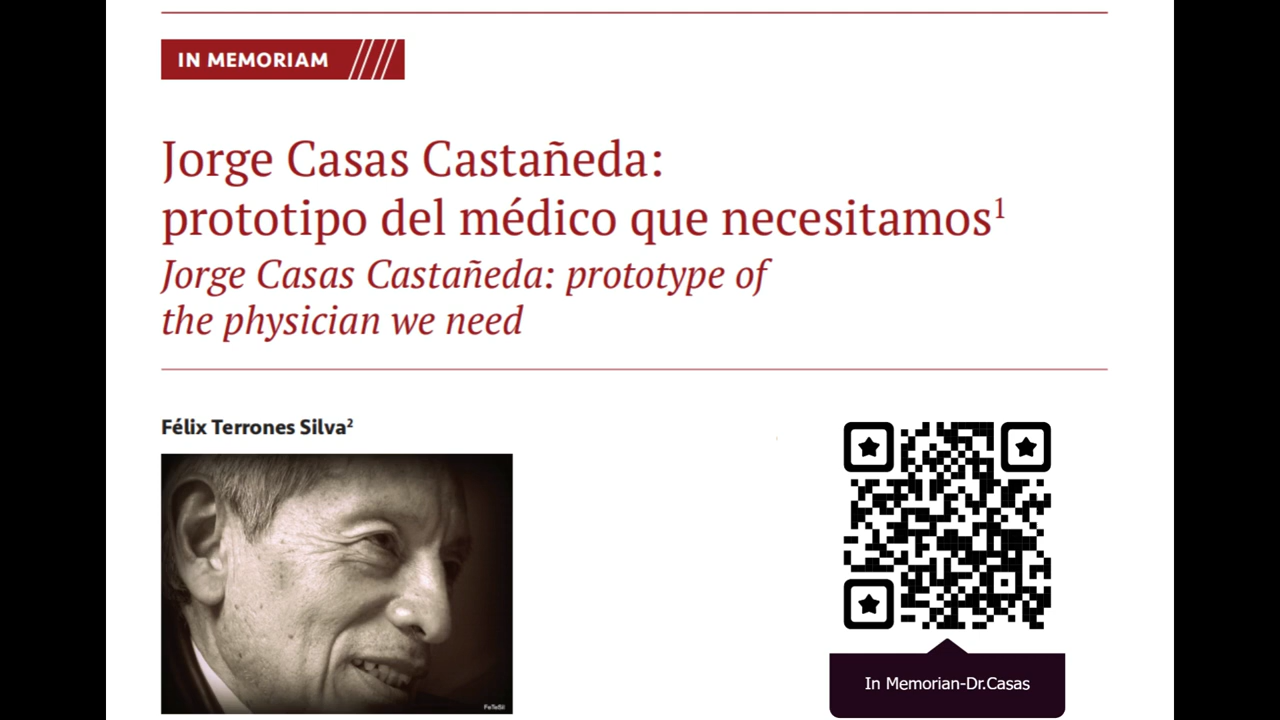 IN MEMORIAM
Jorge Casas Castañeda:
prototipo del médico que necesitamos¹
Jorge Casas Castañeda: prototype of
the physician we need
Félix Terrones Silva²
FeTeSil
In Memorian-Dr.Casas